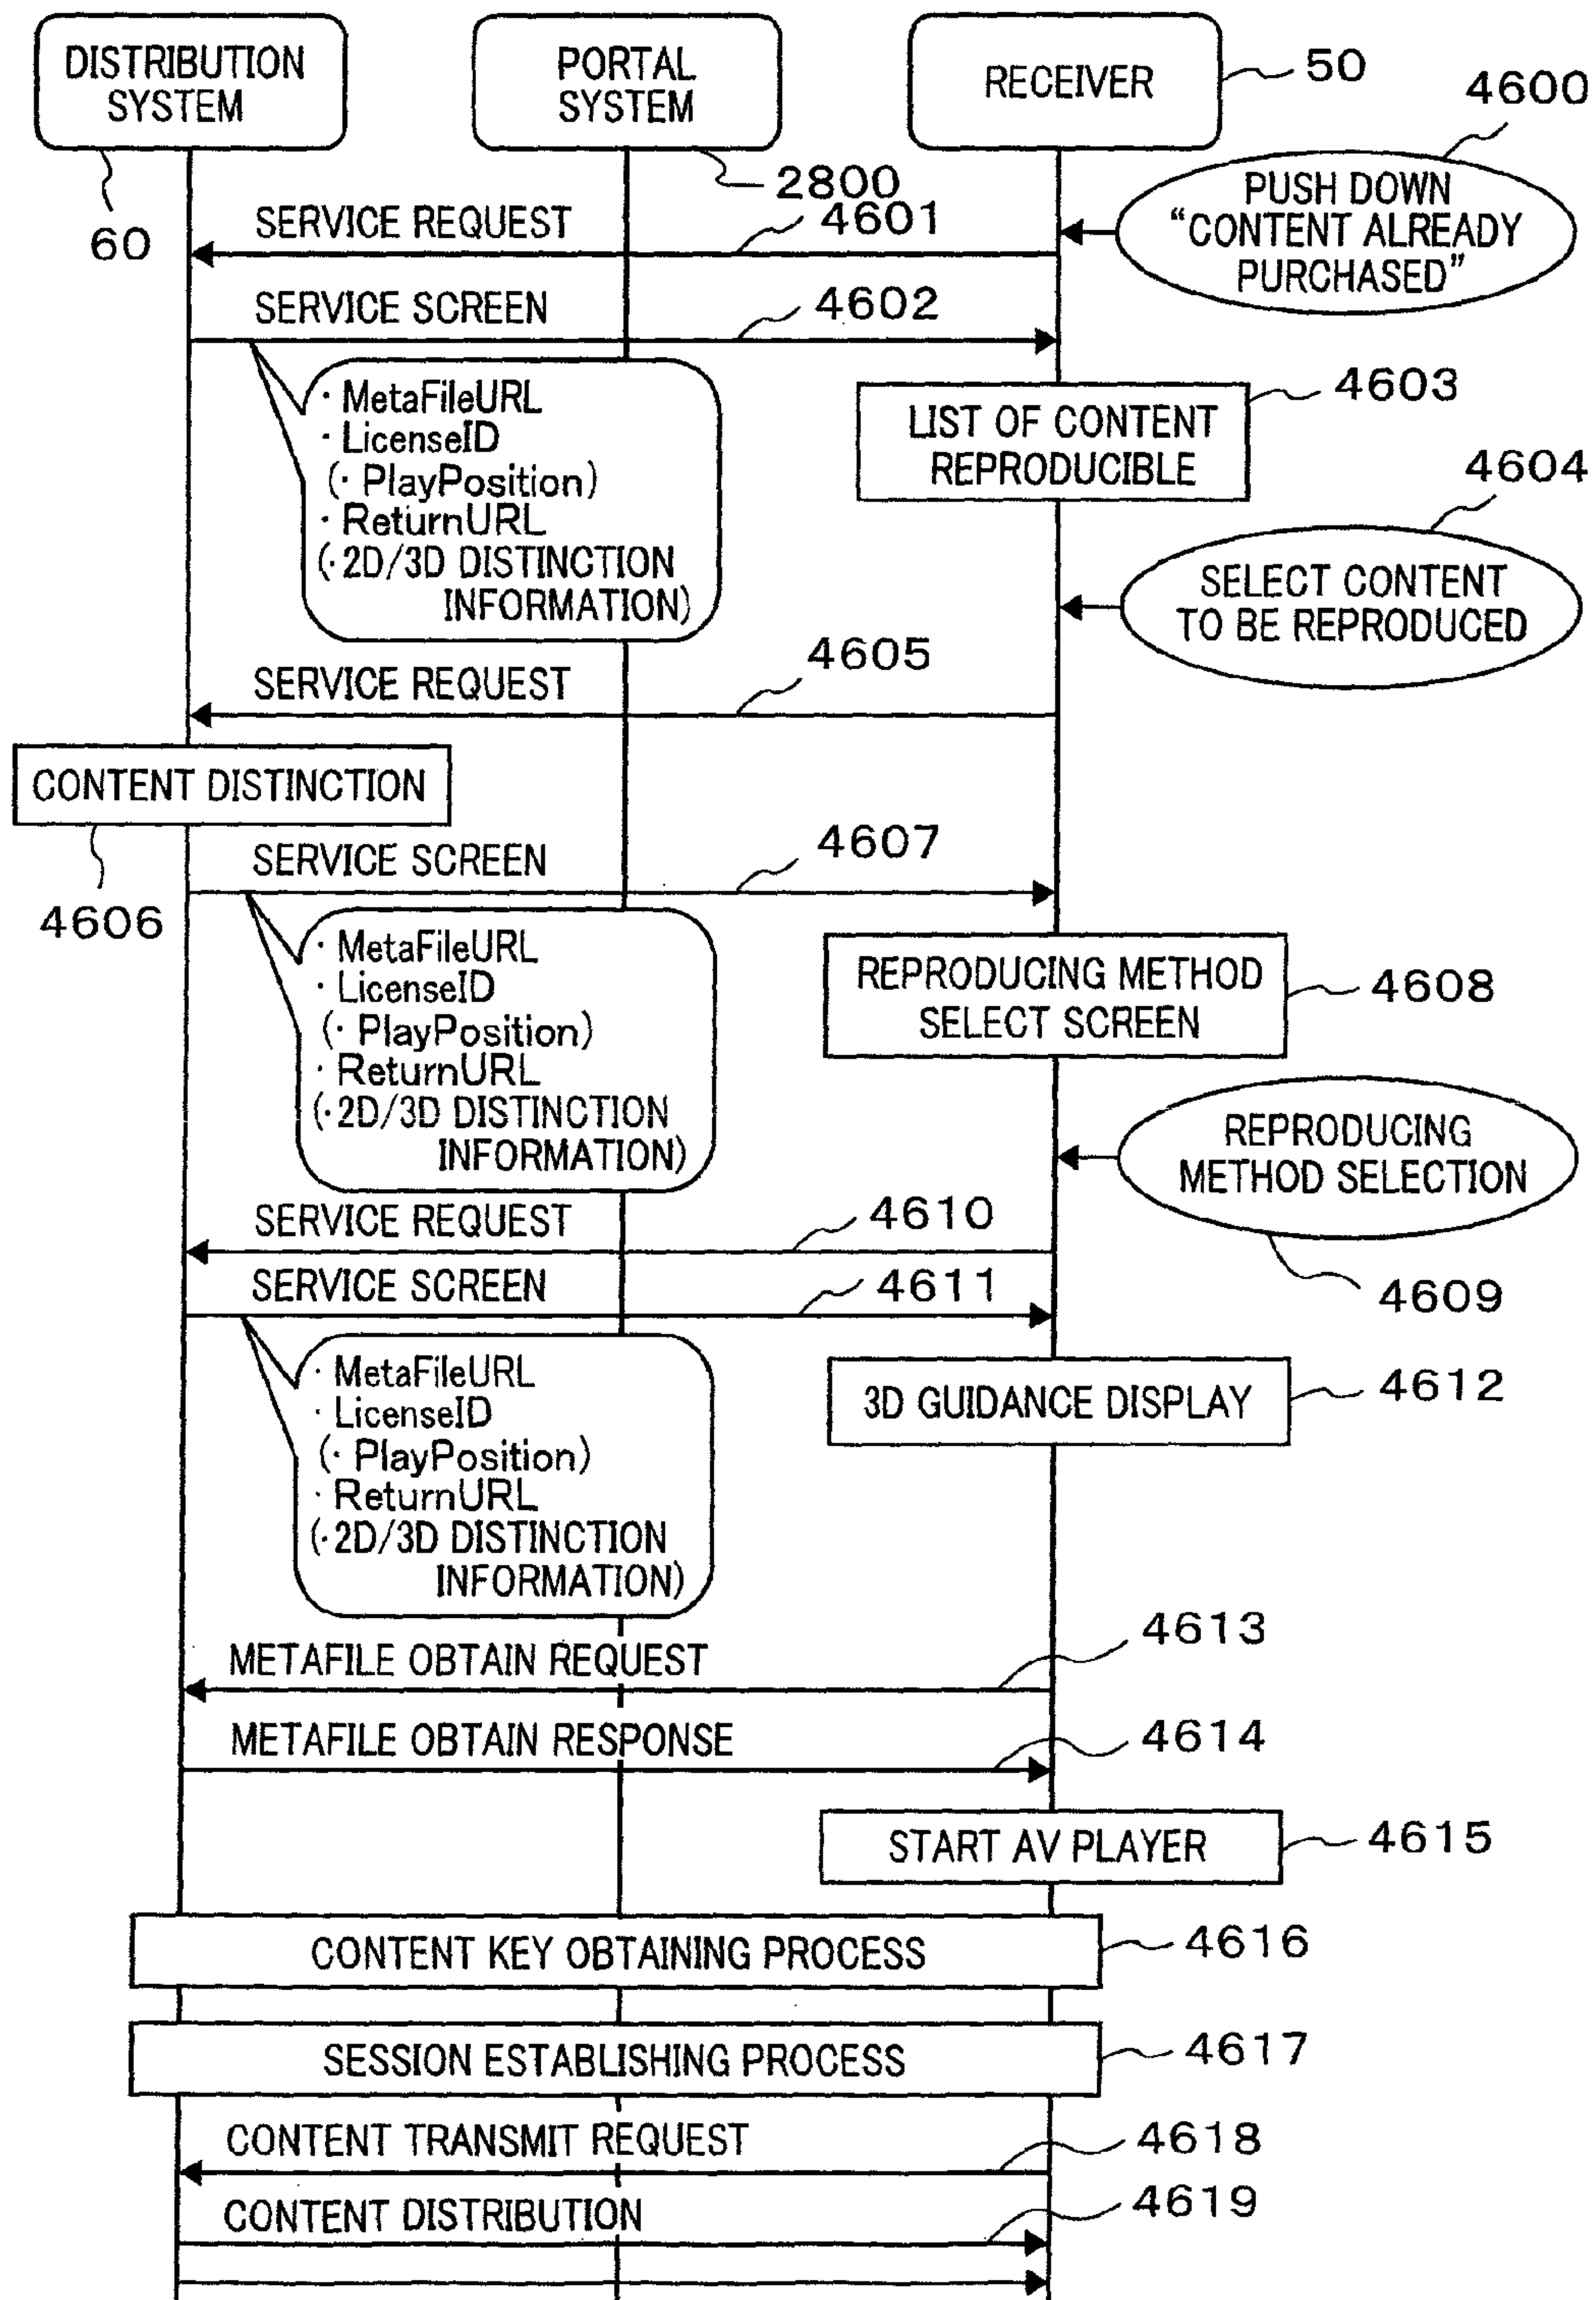 DISTRIBUTION
SYSTEM
PORTAL
SYSTEM
RECEIVER
50
4600
60
2800
PUSH DOWN
“CONTENT ALREADY
PURCHASED”
SERVICE REQUEST
4601
SERVICE SCREEN
4602
· MetaFileURL
· LicenseID
(· PlayPosition)
· ReturnURL
(·2D/3D DISTINCTION
INFORMATION)
LIST OF CONTENT
REPRODUCIBLE
4603
4604
SELECT CONTENT
TO BE REPRODUCED
SERVICE REQUEST
4605
CONTENT DISTINCTION
4606
SERVICE SCREEN
4607
· MetaFileURL
· LicenseID
(· PlayPosition)
· ReturnURL
(·2D/3D DISTINCTION
INFORMATION)
REPRODUCING METHOD
SELECT SCREEN
4608
REPRODUCING
METHOD SELECTION
4609
SERVICE REQUEST
4610
SERVICE SCREEN
4611
· MetaFileURL
· LicenseID
(· PlayPosition)
· ReturnURL
(·2D/3D DISTINCTION
INFORMATION)
3D GUIDANCE DISPLAY
4612
METAFILE OBTAIN REQUEST
4613
METAFILE OBTAIN RESPONSE
4614
START AV PLAYER
4615
CONTENT KEY OBTAINING PROCESS
4616
SESSION ESTABLISHING PROCESS
4617
CONTENT TRANSMIT REQUEST
4618
CONTENT DISTRIBUTION
4619